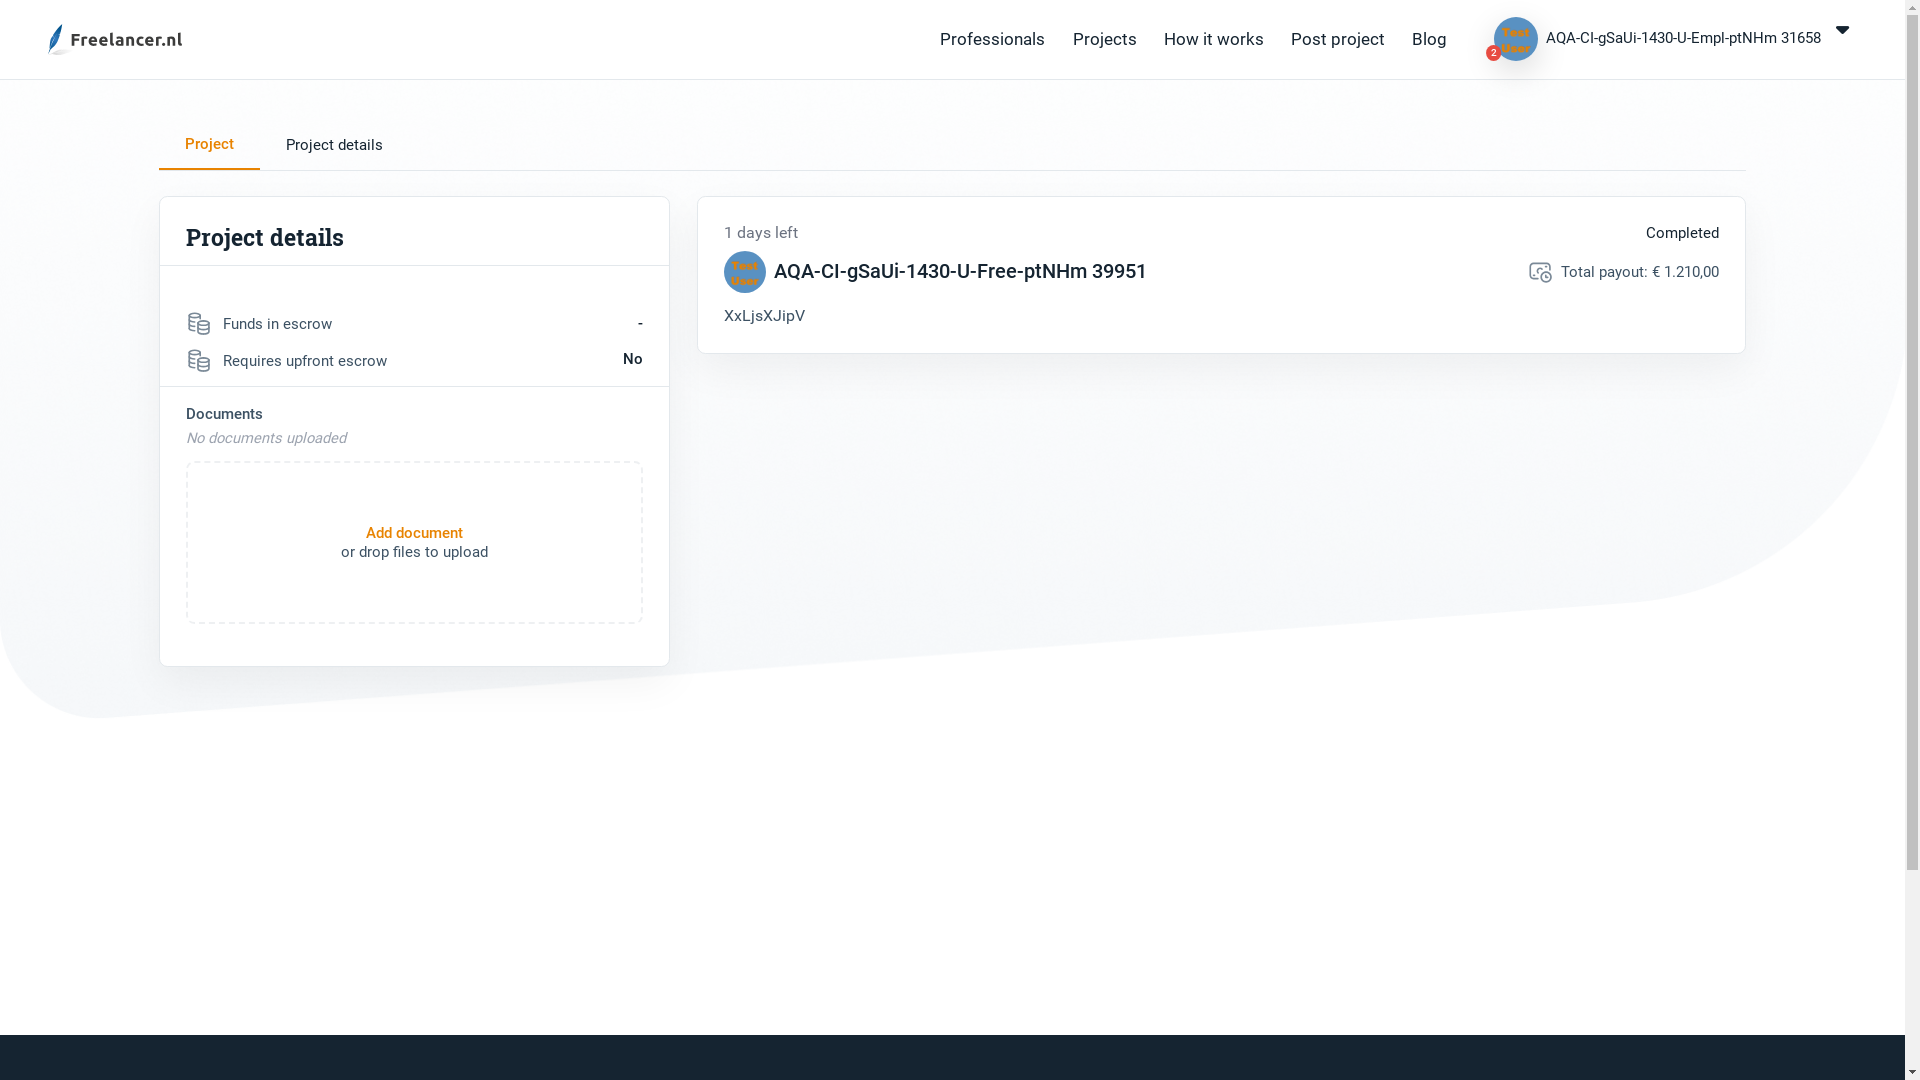 Freelancer.nl
Professionals
Projects
How it works
Post project
Blog
Test
User
2
AQA-CI-gSaUi-1430-U-Empl-ptNHm 31658
Project
Project details
Project details
Funds in escrow
-
Requires upfront escrow
No
Documents
No documents uploaded
Add document
or drop files to upload
1 days left
Completed
Test
User
AQA-CI-gSaUi-1430-U-Free-ptNHm 39951
Total payout: € 1.210,00
XxLjsXJipV